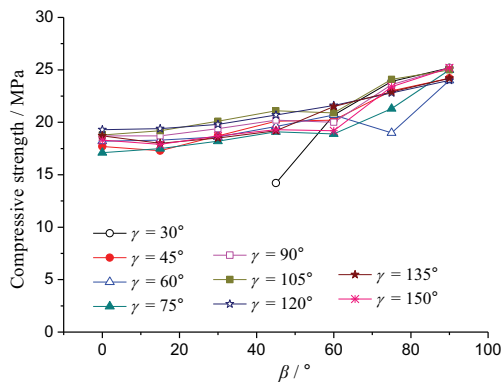 30
25
20
15
10
5
0
Compressive strength / MPa
γ = 30°
γ = 45°
γ = 60°
γ = 75°
γ = 90°
γ = 105°
γ = 120°
γ = 135°
γ = 150°
0 20 40 60 80 100
β / °